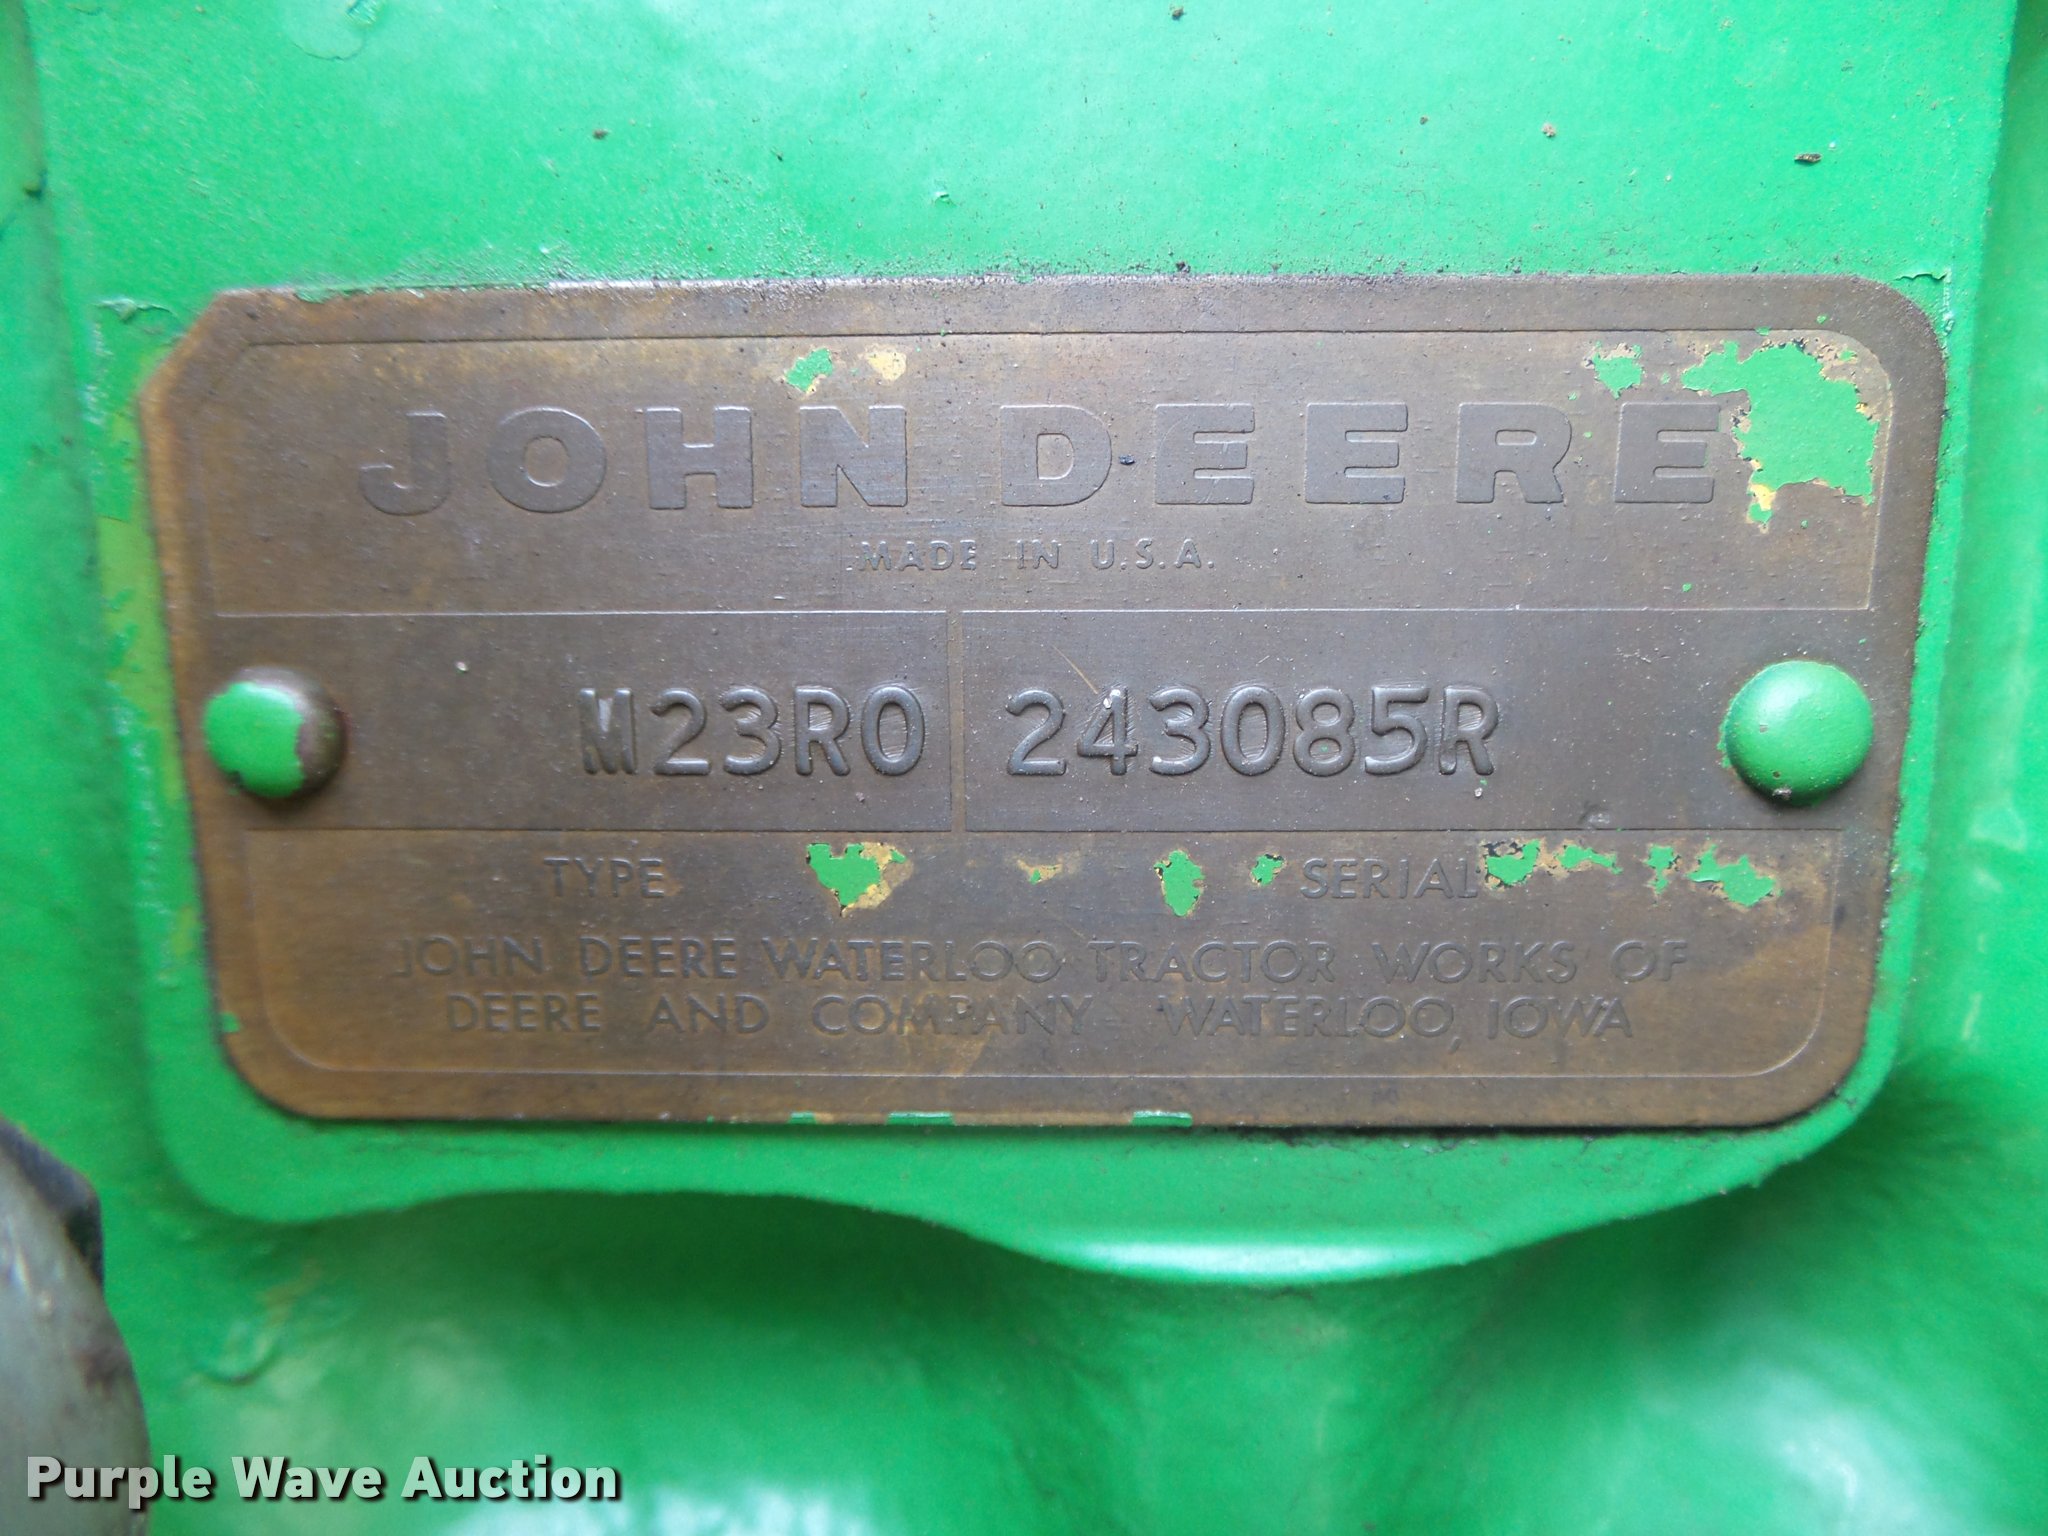 JOHN DEERE
MADE IN U.S.A.
M23R0 243085R
TYPE SERIAL
JOHN DEERE WATERLOO TRACTOR WORKS OF
DEERE AND COMPANY WATERLOO, IOWA
Purple Wave Auction